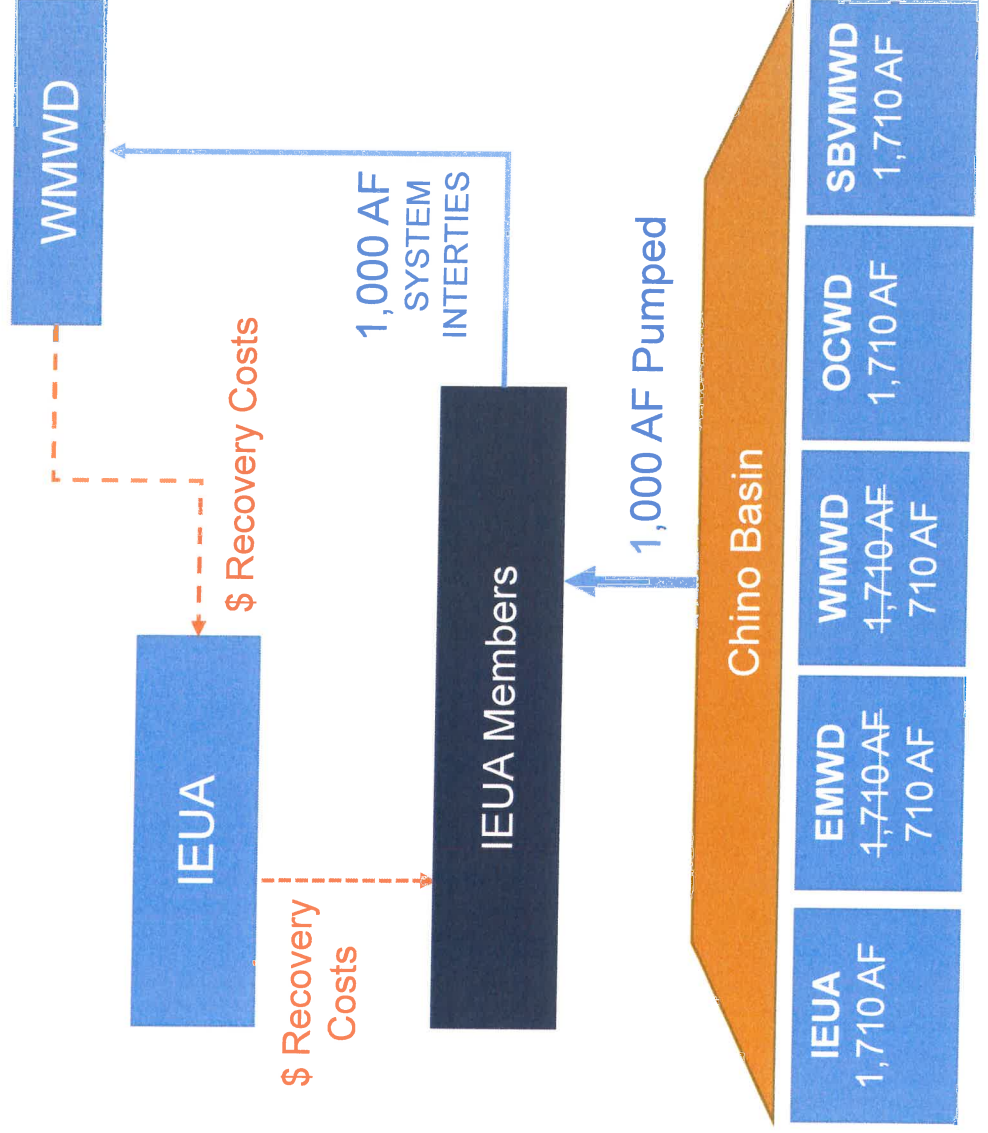 WMWD
IEUA
$ Recovery Costs
$ Recovery
Costs
1,000 AF
SYSTEM
INTERTIES
IEUA Members
1,000 AF Pumped
Chino Basin
IEUA
1,710 AF
EMWD
1,710 AF
710 AF
WMWD
1,710 AF
710 AF
OCWD
1,710 AF
SBVMWD
1,710 AF